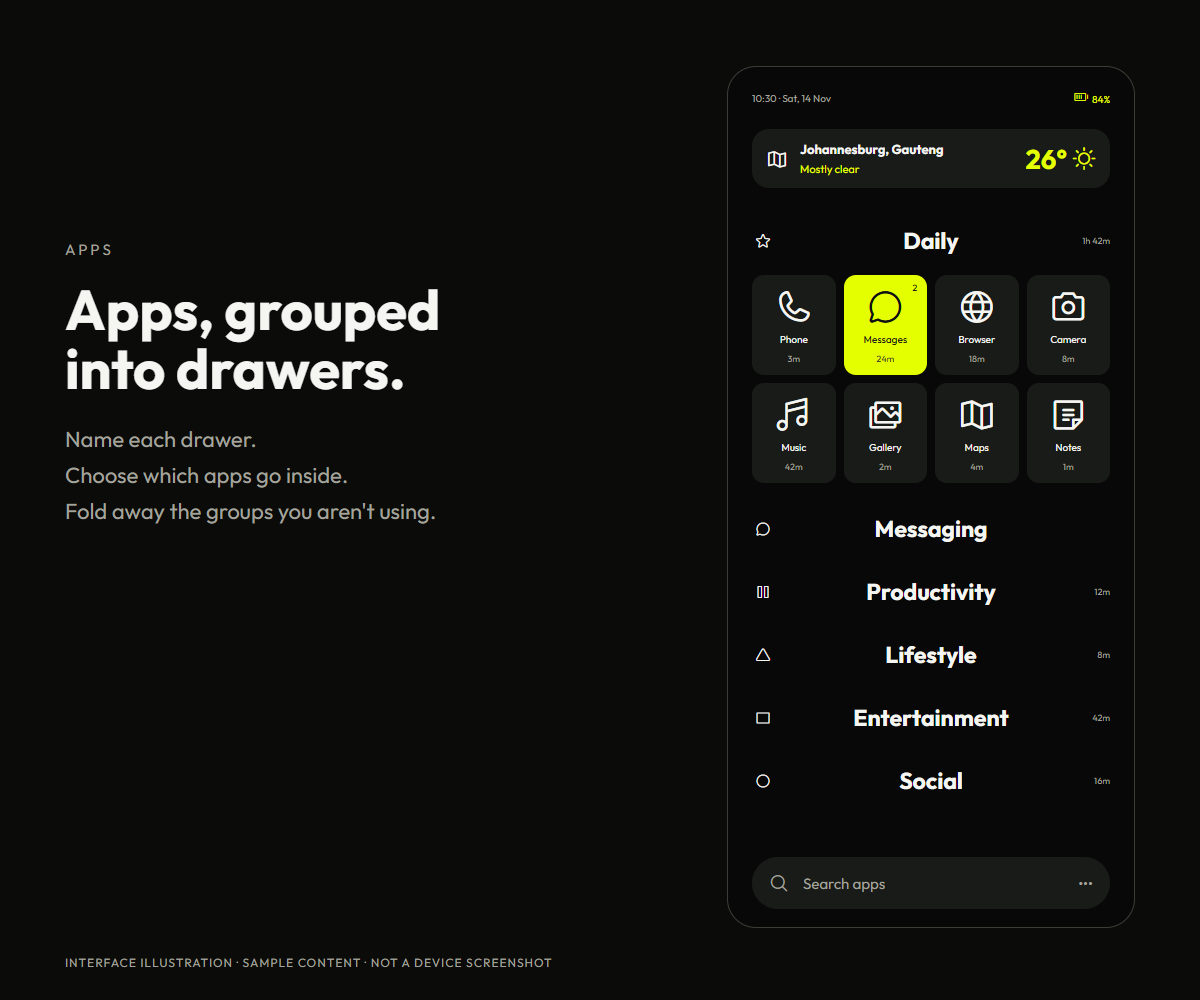 APPS
Apps, grouped
into drawers.
Name each drawer.
Choose which apps go inside.
Fold away the groups you aren't using.
INTERFACE ILLUSTRATION · SAMPLE CONTENT · NOT A DEVICE SCREENSHOT
10:30 · Sat, 14 Nov
84%
Johannesburg, Gauteng
Mostly clear
26°
Daily
1h 42m
2
Phone
3m
Messages
24m
Browser
18m
Camera
8m
Music
42m
Gallery
2m
Maps
4m
Notes
1m
Messaging
Productivity
12m
Lifestyle
8m
Entertainment
42m
Social
16m
Search apps